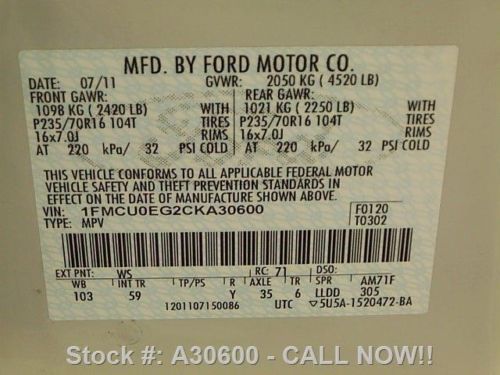 MFD. BY FORD MOTOR CO.
DATE: 07/11 GVWR: 2050 KG ( 4520 LB)
FRONT GAWR: REAR GAWR:
1098 KG ( 2420 LB) WITH 1021 KG ( 2250 LB) WITH
P235/70R16 104T TIRES P235/70R16 104T TIRES
16x7.0J RIMS 16x7.0J RIMS
AT 220 kPa/ 32 PSI COLD AT 220 kPa/ 32 PSI COLD
THIS VEHICLE CONFORMS TO ALL APPLICABLE FEDERAL MOTOR
VEHICLE SAFETY AND THEFT PREVENTION STANDARDS IN
EFFECT ON THE DATE OF MANUFACTURE SHOWN ABOVE.
VIN: 1FMCU0EG2CKA30600 F0120
TYPE: MPV T0302
EXT PNT: WS RC: 71 DSO:
WB INT TR TP/PS R AXLE TR SPR AM71F
103 59 Y 35 6 LLDD 305
1201107150086 UTC ▽5U5A-1520472-BA
Stock #: A30600 - CALL NOW!!